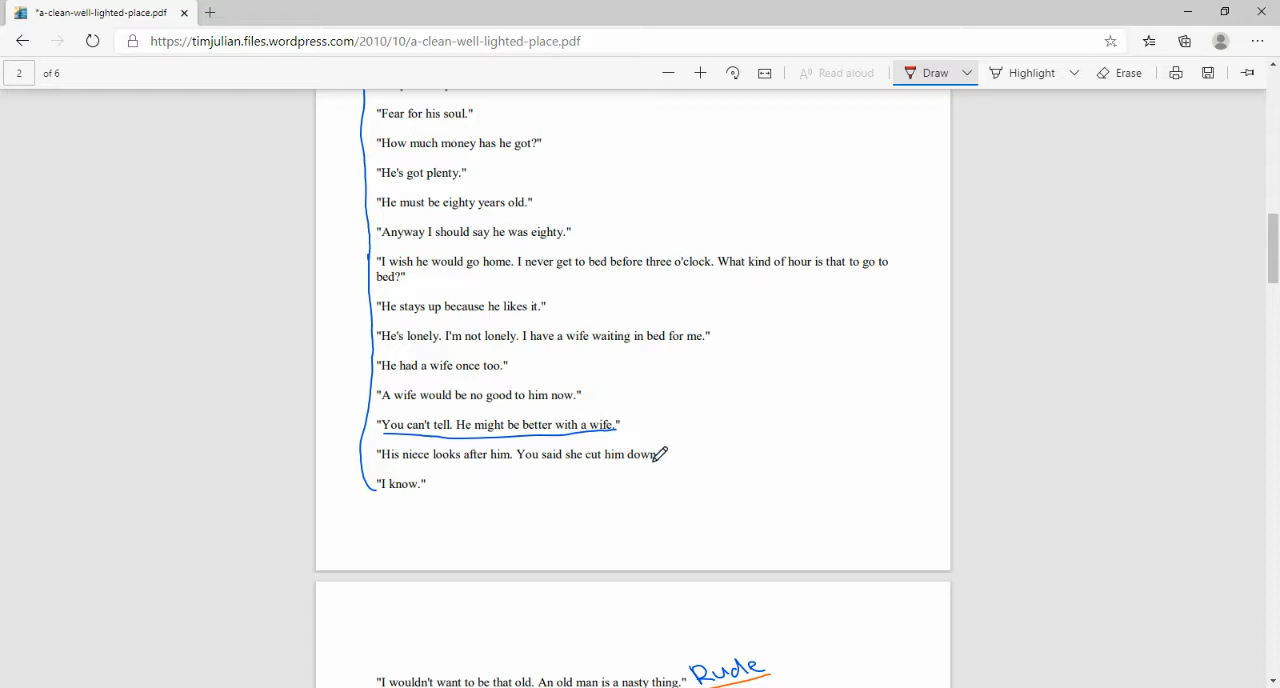 *a-clean-well-lighted-place.pdf
https://timjulian.files.wordpress.com/2010/10/a-clean-well-lighted-place.pdf
2 of 6 Read aloud Draw Highlight Erase
"Fear for his soul."
"How much money has he got?"
"He's got plenty."
"He must be eighty years old."
"Anyway I should say he was eighty."
"I wish he would go home. I never get to bed before three o'clock. What kind of hour is that to go to
bed?"
"He stays up because he likes it."
"He's lonely. I'm not lonely. I have a wife waiting in bed for me."
"He had a wife once too."
"A wife would be no good to him now."
"You can't tell. He might be better with a wife."
"His niece looks after him. You said she cut him down
"I know."
"I wouldn't want to be that old. An old man is a nasty thing." Rude